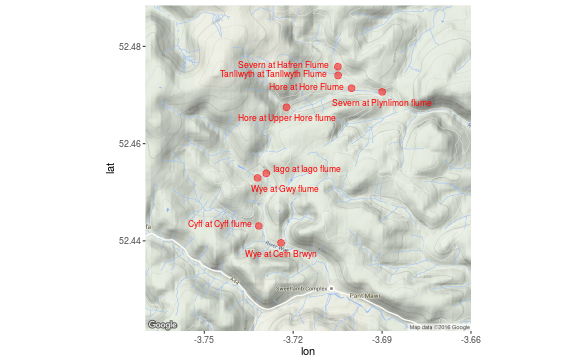 52.48
Severn at Hafren Flume
Tanllwyth at Tanllwyth Flume
Hore at Hore Flume
Severn at Plynlimon flume
Hore at Upper Hore flume
52.46
lat
Iago at Iago flume
Wye at Gwy flume
Cyff at Cyff flume
52.44
Wye at Cefn Brwyn
A44
Sweetlamb Complex
Pant Mawr
Google
Map data ©2016 Google
-3.75
-3.72
-3.69
-3.66
lon